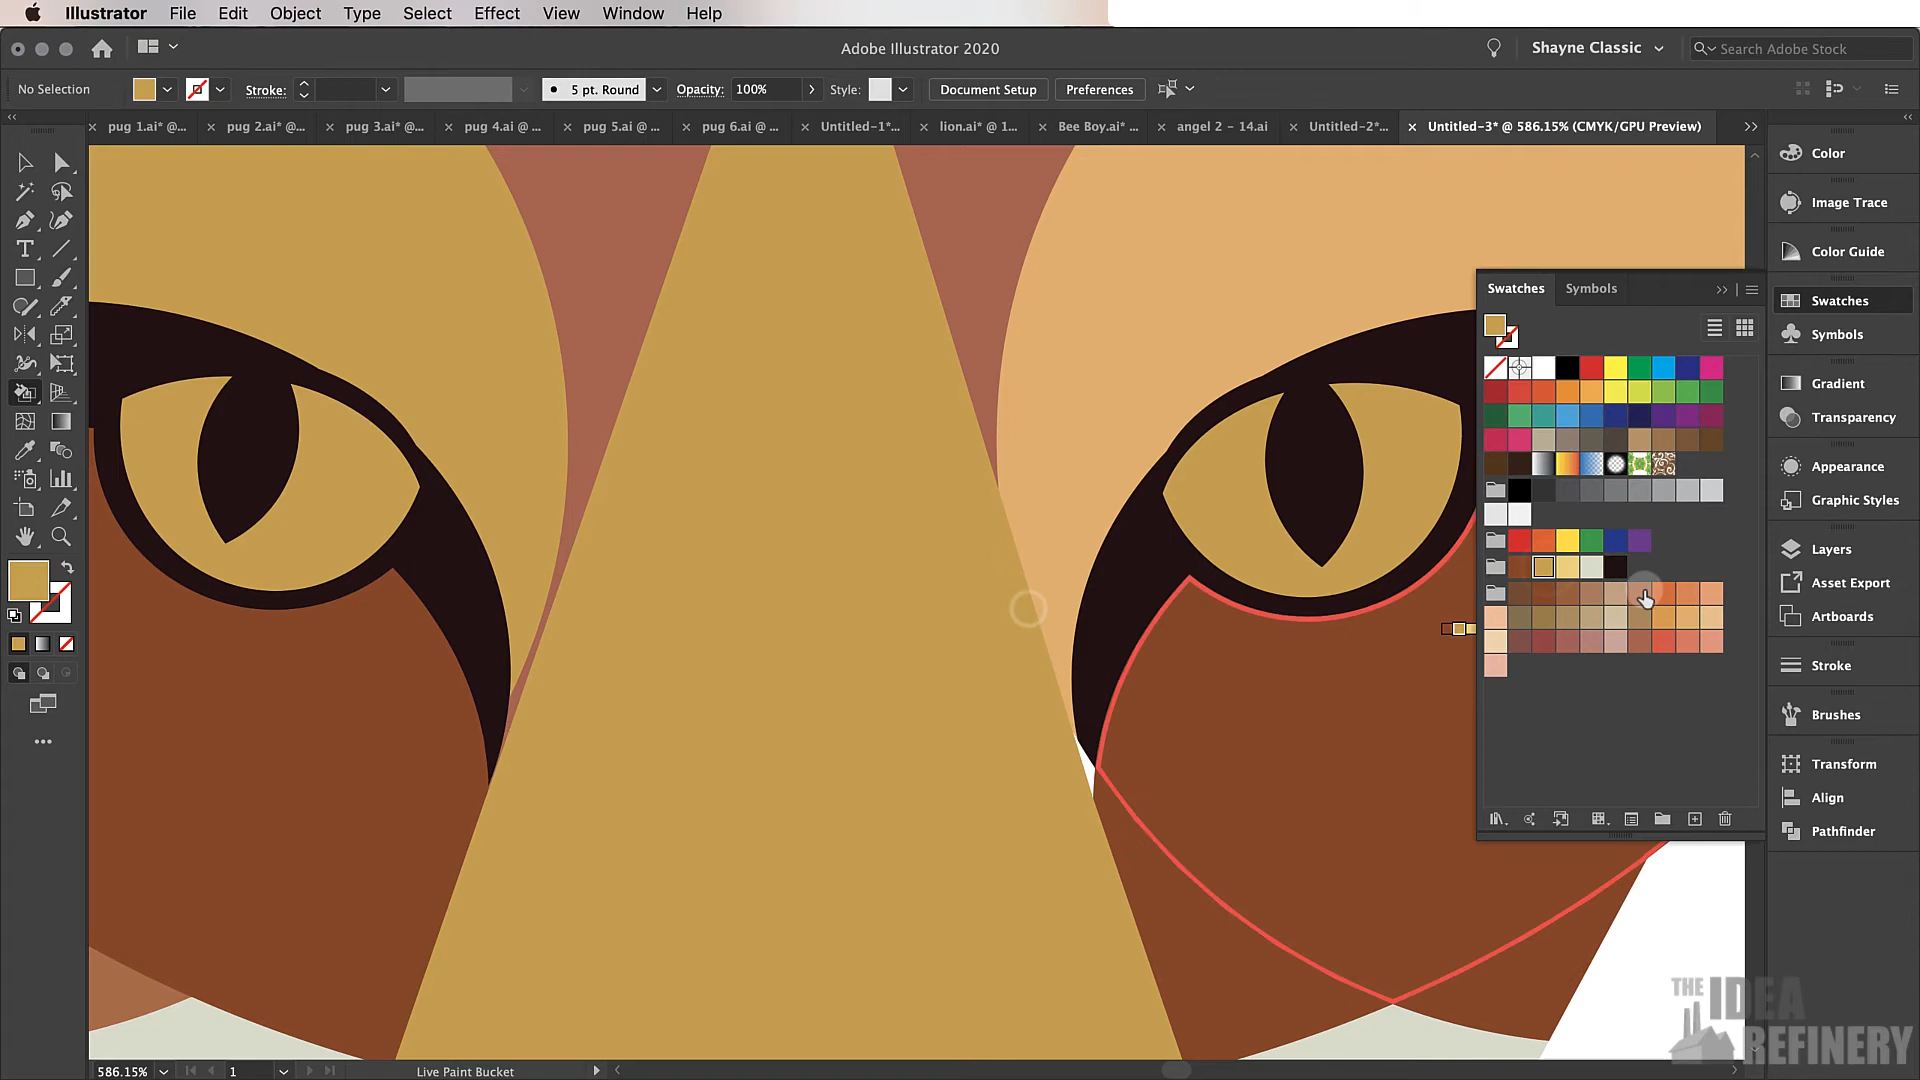 Illustrator File Edit Object Type Select Effect View Window Help
Adobe Illustrator 2020
Shayne Classic
Search Adobe Stock
No Selection
Stroke:
5 pt. Round
Opacity: 100%
Style:
Document Setup
Preferences
pug 1.ai* @...
pug 2.ai* @...
pug 3.ai* @...
pug 4.ai @ ...
pug 5.ai @ ...
pug 6.ai @ ...
Untitled-1*...
lion.ai* @ 1...
Bee Boy.ai* ...
angel 2 - 14.ai
Untitled-2*...
Untitled-3* @ 586.15% (CMYK/GPU Preview)
Swatches Symbols
Color
Image Trace
Color Guide
Swatches
Symbols
Gradient
Transparency
Appearance
Graphic Styles
Layers
Asset Export
Artboards
Stroke
Brushes
Transform
Align
Pathfinder
THE IDEA
REFINERY
586.15%
1
Live Paint Bucket